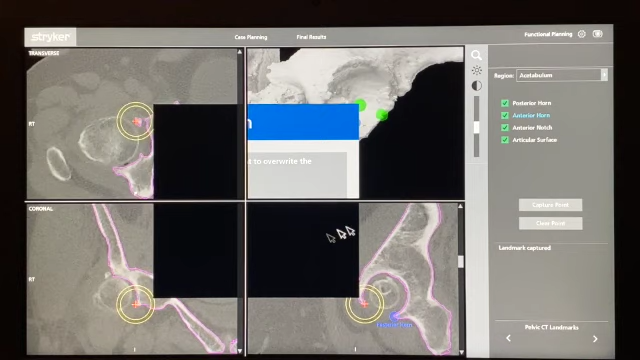 stryker
Case Planning
Final Results
Functional Planning
TRANSVERSE
RT
n
to overwrite the
Region:
Acetabulum
Posterior Horn
Anterior Horn
Anterior Notch
Articular Surface
Capture Point
Clear Point
CORONAL
RT
Landmark captured
Pelvic CT Landmarks